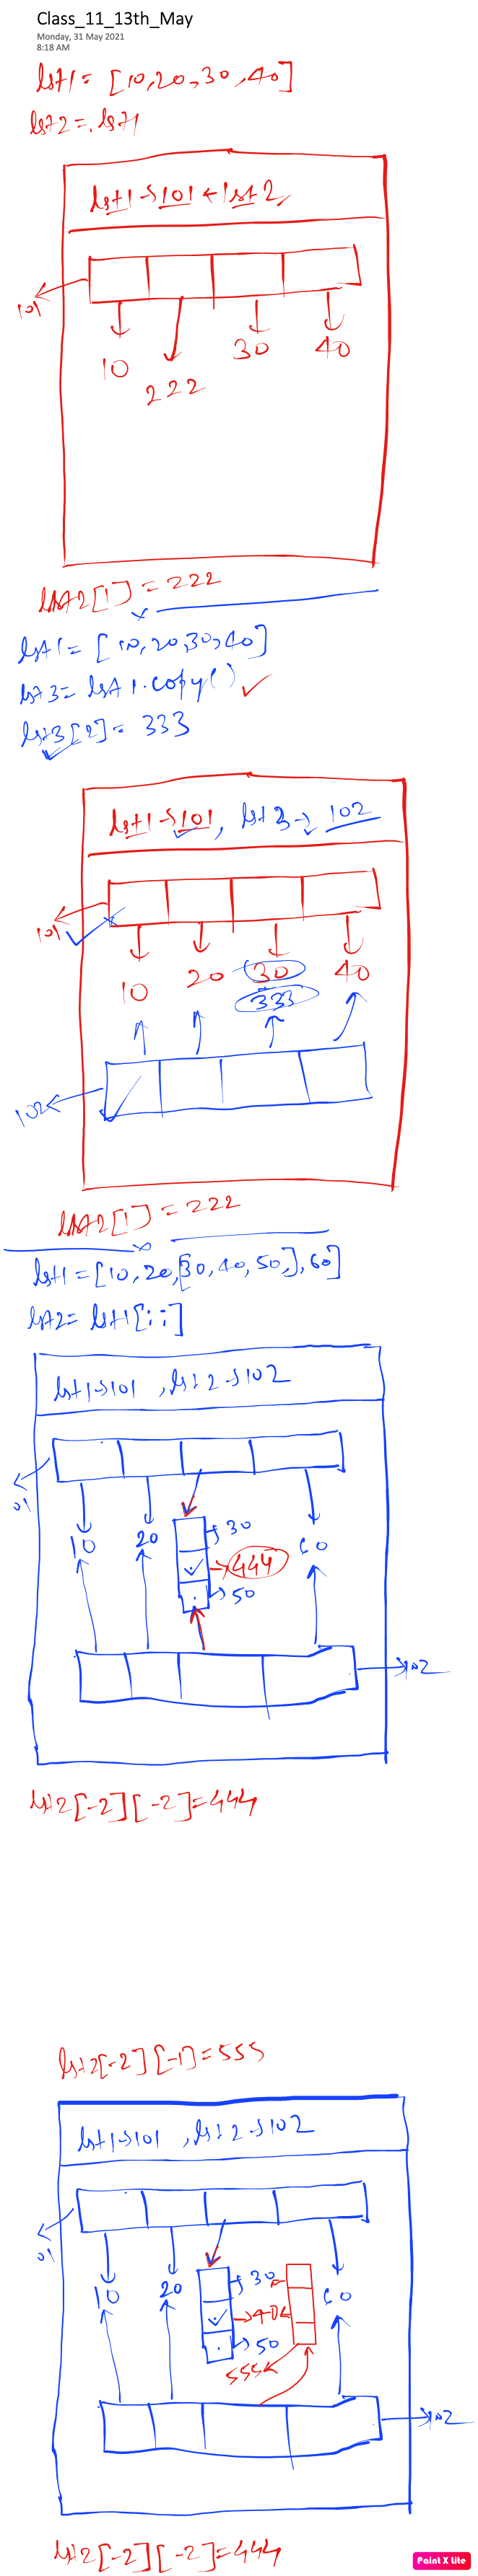 Class_11_13th_May
Monday, 31 May 2021
8:18 AM
lst1 = [10,20,30,40]
lst2 = lst1
lst1→101←lst2
101
10 30 40
222
lst2[1] = 222
lst1 = [10,20,30,40]
lst3 = lst1.copy() ✓
lst3[2] = 333
lst1→101, lst3→102
101
10 20 30 40
333
102
lst2[1] = 222
lst1 = [10,20,[30,40,50,],60]
lst2 = lst1[::]
lst1→101, lst2→102
01
10 20 30 60
444
50
102
lst2[-2][-2]=444
lst2[-2][-1]=555
lst1→101, lst2→102
01
10 20 30 60
40
50
555
102
lst2[-2][-2]=444
Paint X Lite